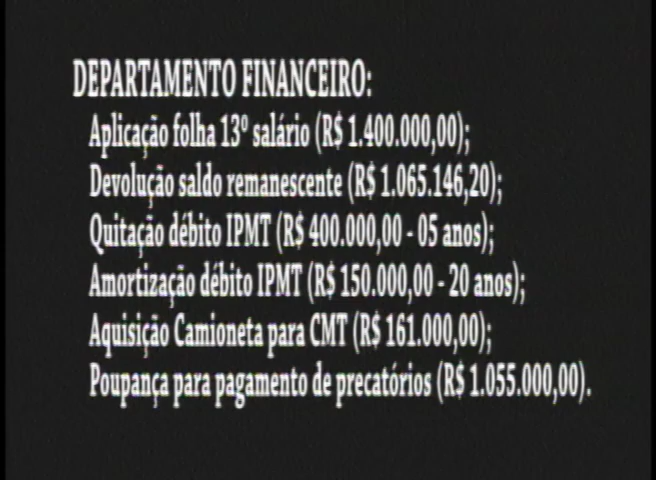 DEPARTAMENTO FINANCEIRO:
Aplicação folha 13º salário (R$ 1.400.000,00);
Devolução saldo remanescente (R$ 1.065.146,20);
Quitação débito IPMT (R$ 400.000,00 - 05 anos);
Amortização débito IPMT (R$ 150.000,00 - 20 anos);
Aquisição Camioneta para CMT (R$ 161.000,00);
Poupança para pagamento de precatórios (R$ 1.055.000,00).